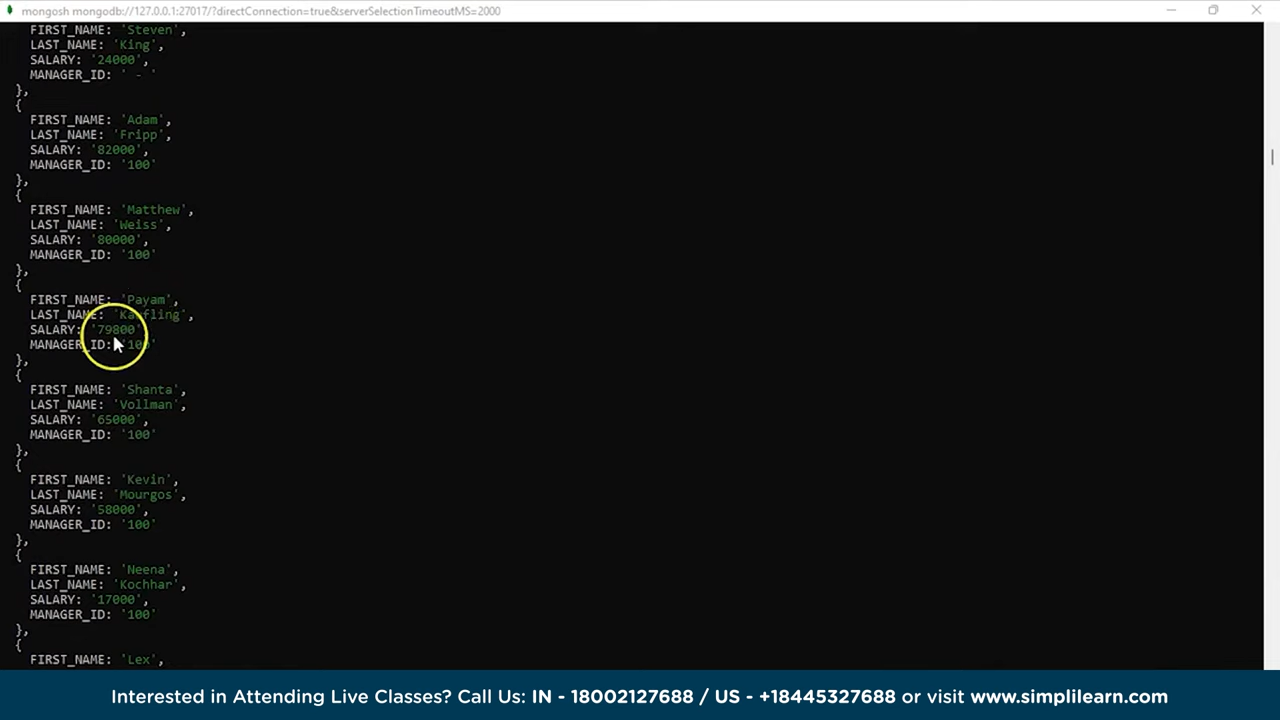 mongosh mongodb://127.0.0.1:27017/?directConnection=true&serverSelectionTimeoutMS=2000
FIRST_NAME: 'Steven',
LAST_NAME: 'King',
SALARY: '24000',
MANAGER_ID: ' - '
},
{
FIRST_NAME: 'Adam',
LAST_NAME: 'Fripp',
SALARY: '82000',
MANAGER_ID: '100'
},
{
FIRST_NAME: 'Matthew',
LAST_NAME: 'Weiss',
SALARY: '80000',
MANAGER_ID: '100'
},
{
FIRST_NAME: 'Payam',
LAST_NAME: 'Kaufling',
SALARY: '79800',
MANAGER_ID: '100'
},
{
FIRST_NAME: 'Shanta',
LAST_NAME: 'Vollman',
SALARY: '65000',
MANAGER_ID: '100'
},
{
FIRST_NAME: 'Kevin',
LAST_NAME: 'Mourgos',
SALARY: '58000',
MANAGER_ID: '100'
},
{
FIRST_NAME: 'Neena',
LAST_NAME: 'Kochhar',
SALARY: '17000',
MANAGER_ID: '100'
},
{
FIRST_NAME: 'Lex',
Interested in Attending Live Classes? Call Us: IN - 18002127688 / US - +18445327688 or visit www.simplilearn.com